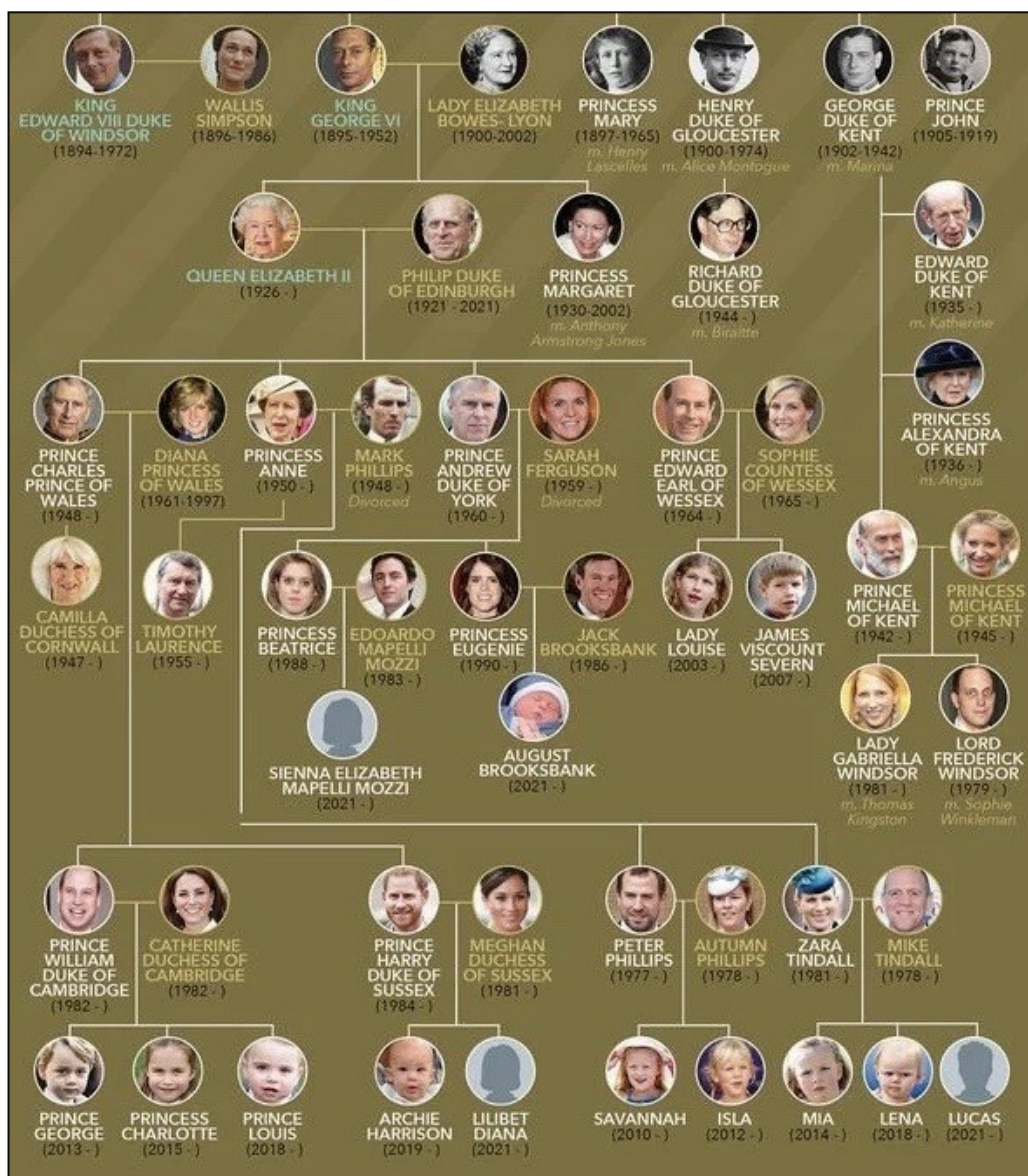 KING
EDWARD VIII DUKE
OF WINDSOR
(1894-1972)
WALLIS
SIMPSON
(1896-1986)
KING
GEORGE VI
(1895-1952)
LADY ELIZABETH
BOWES- LYON
(1900-2002)
PRINCESS
MARY
(1897-1965)
m. Henry
Lascelles
HENRY
DUKE OF
GLOUCESTER
(1900-1974)
m. Alice Montogue
GEORGE
DUKE OF
KENT
(1902-1942)
m. Marina
PRINCE
JOHN
(1905-1919)
QUEEN ELIZABETH II
(1926 - )
PHILIP DUKE
OF EDINBURGH
(1921 - 2021)
PRINCESS
MARGARET
(1930-2002)
m. Anthony
Armstrong Jones
RICHARD
DUKE OF
GLOUCESTER
(1944 - )
m. Biraitte
EDWARD
DUKE OF
KENT
(1935 - )
m. Katherine
PRINCESS
ALEXANDRA
OF KENT
(1936 - )
m. Angus
PRINCE
CHARLES
PRINCE OF
WALES
(1948 - )
DIANA
PRINCESS
OF WALES
(1961-1997)
PRINCESS
ANNE
(1950 - )
MARK
PHILLIPS
(1948 - )
Divorced
PRINCE
ANDREW
DUKE OF
YORK
(1960 - )
SARAH
FERGUSON
(1959 - )
Divorced
PRINCE
EDWARD
EARL OF
WESSEX
(1964 - )
SOPHIE
COUNTESS
OF WESSEX
(1965 - )
CAMILLA
DUCHESS OF
CORNWALL
(1947 - )
TIMOTHY
LAURENCE
(1955 - )
PRINCESS
BEATRICE
(1988 - )
EDOARDO
MAPELLI
MOZZI
(1983 - )
PRINCESS
EUGENIE
(1990 - )
JACK
BROOKSBANK
(1986 - )
LADY
LOUISE
(2003 - )
JAMES
VISCOUNT
SEVERN
(2007 - )
PRINCE
MICHAEL
OF KENT
(1942 - )
PRINCESS
MICHAEL
OF KENT
(1945 - )
SIENNA ELIZABETH
MAPELLI MOZZI
(2021 - )
AUGUST
BROOKSBANK
(2021 - )
LADY
GABRIELLA
WINDSOR
(1981 - )
m. Thomas
Kingston
LORD
FREDERICK
WINDSOR
(1979 - )
m. Sophie
Winkleman
PRINCE
WILLIAM
DUKE OF
CAMBRIDGE
(1982 - )
CATHERINE
DUCHESS OF
CAMBRIDGE
(1982 - )
PRINCE
HARRY
DUKE OF
SUSSEX
(1984 - )
MEGHAN
DUCHESS
OF SUSSEX
(1981 - )
PETER
PHILLIPS
(1977 - )
AUTUMN
PHILLIPS
(1978 - )
ZARA
TINDALL
(1981 - )
MIKE
TINDALL
(1978 - )
PRINCE
GEORGE
(2013 - )
PRINCESS
CHARLOTTE
(2015 - )
PRINCE
LOUIS
(2018 - )
ARCHIE
HARRISON
(2019 - )
LILIBET
DIANA
(2021 - )
SAVANNAH
(2010 - )
ISLA
(2012 - )
MIA
(2014 - )
LENA
(2018 - )
LUCAS
(2021 - )